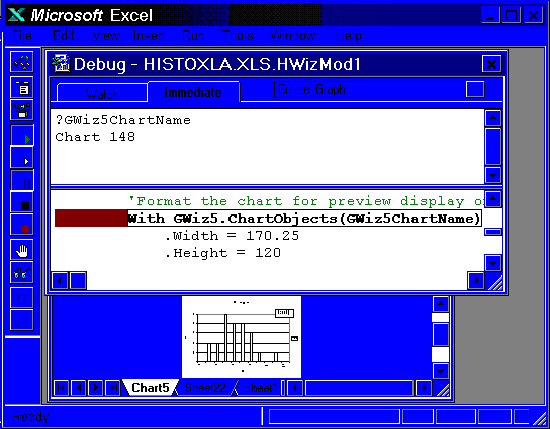 Microsoft Excel
File Edit View Insert Run Tools Window Help
Debug - HISTOXLA.XLS.HWizMod1
Watch Immediate Create Graph
?GWiz5ChartName
Chart 148
'Format the chart for preview display o
With GWiz5.ChartObjects(GWiz5ChartName)
.Width = 170.25
.Height = 120
Chart5 Sheet22 Sheet1
Ready